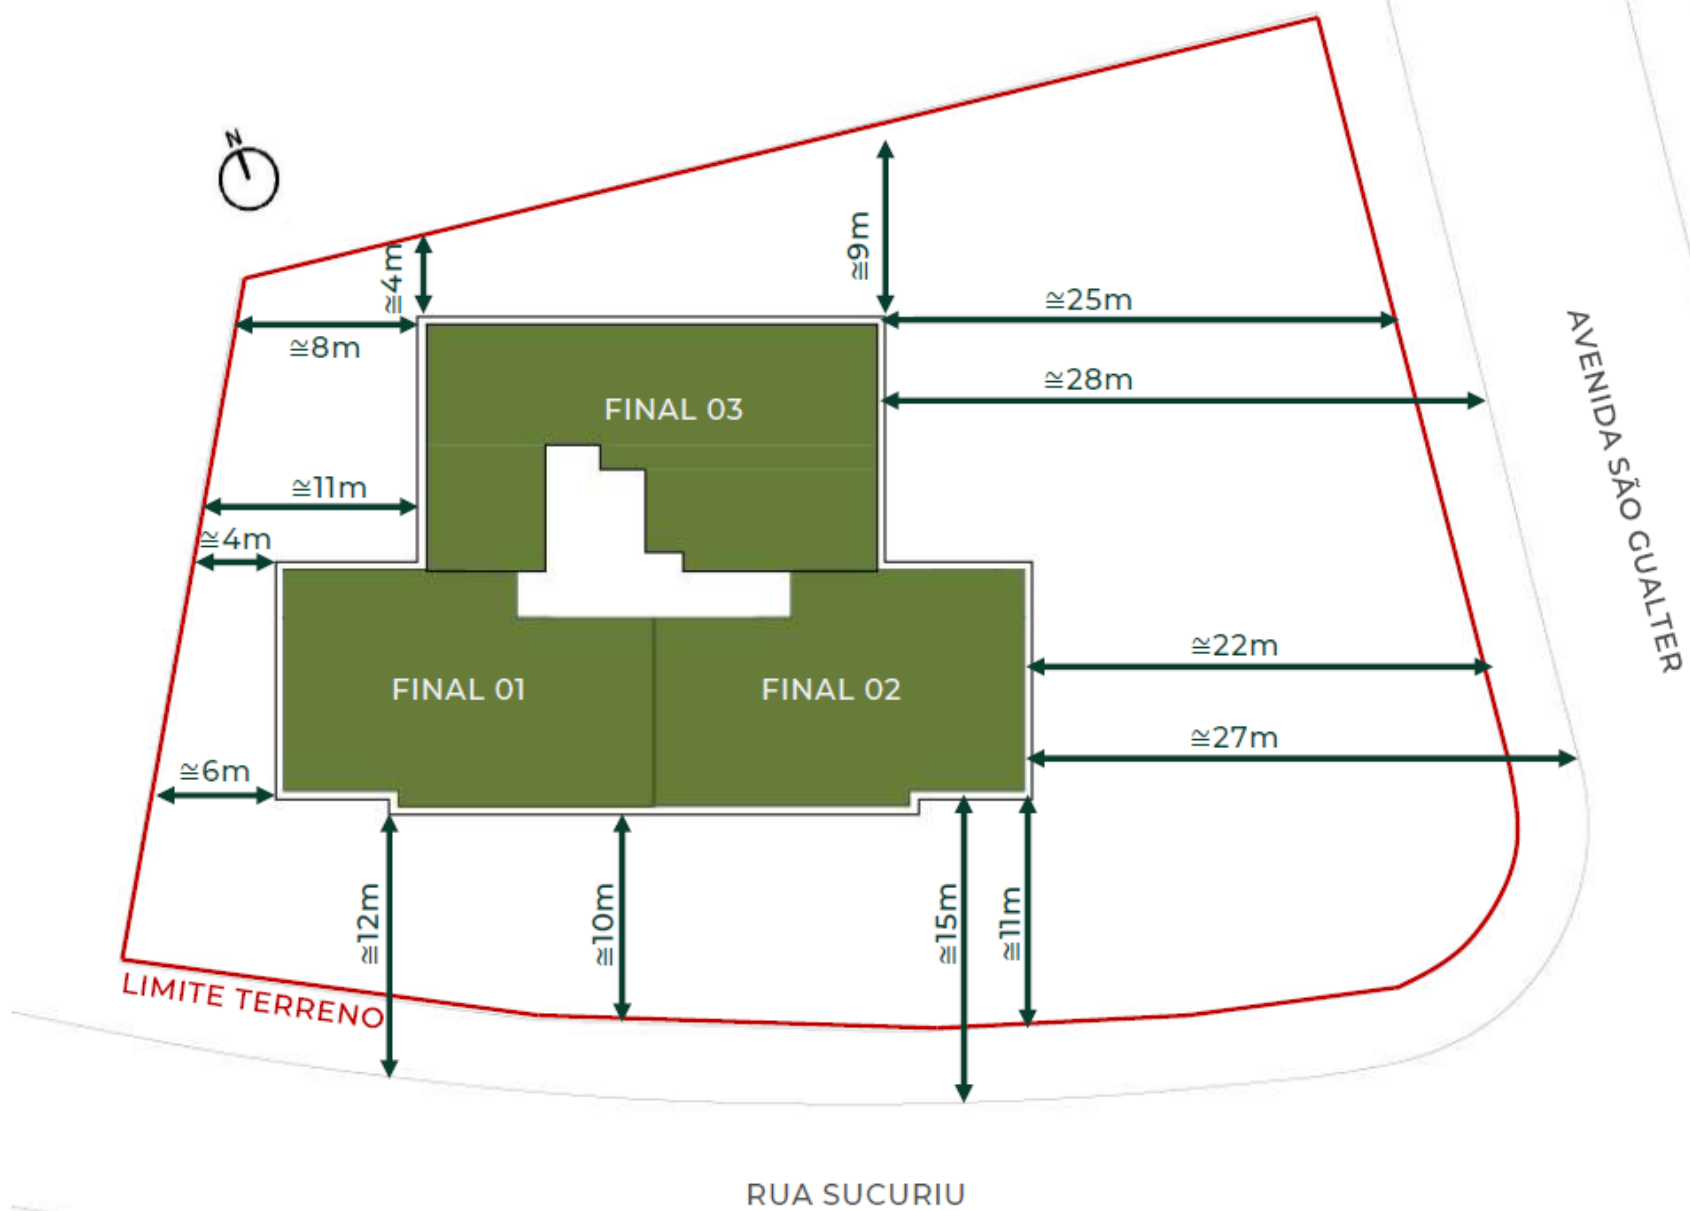 N
≅4m
≅9m
≅25m
≅8m
≅28m
FINAL 03
AVENIDA SÃO GUALTER
≅11m
≅4m
≅22m
FINAL 01
FINAL 02
≅27m
≅6m
≅12m
≅10m
≅15m
≅11m
LIMITE TERRENO
RUA SUCURIU